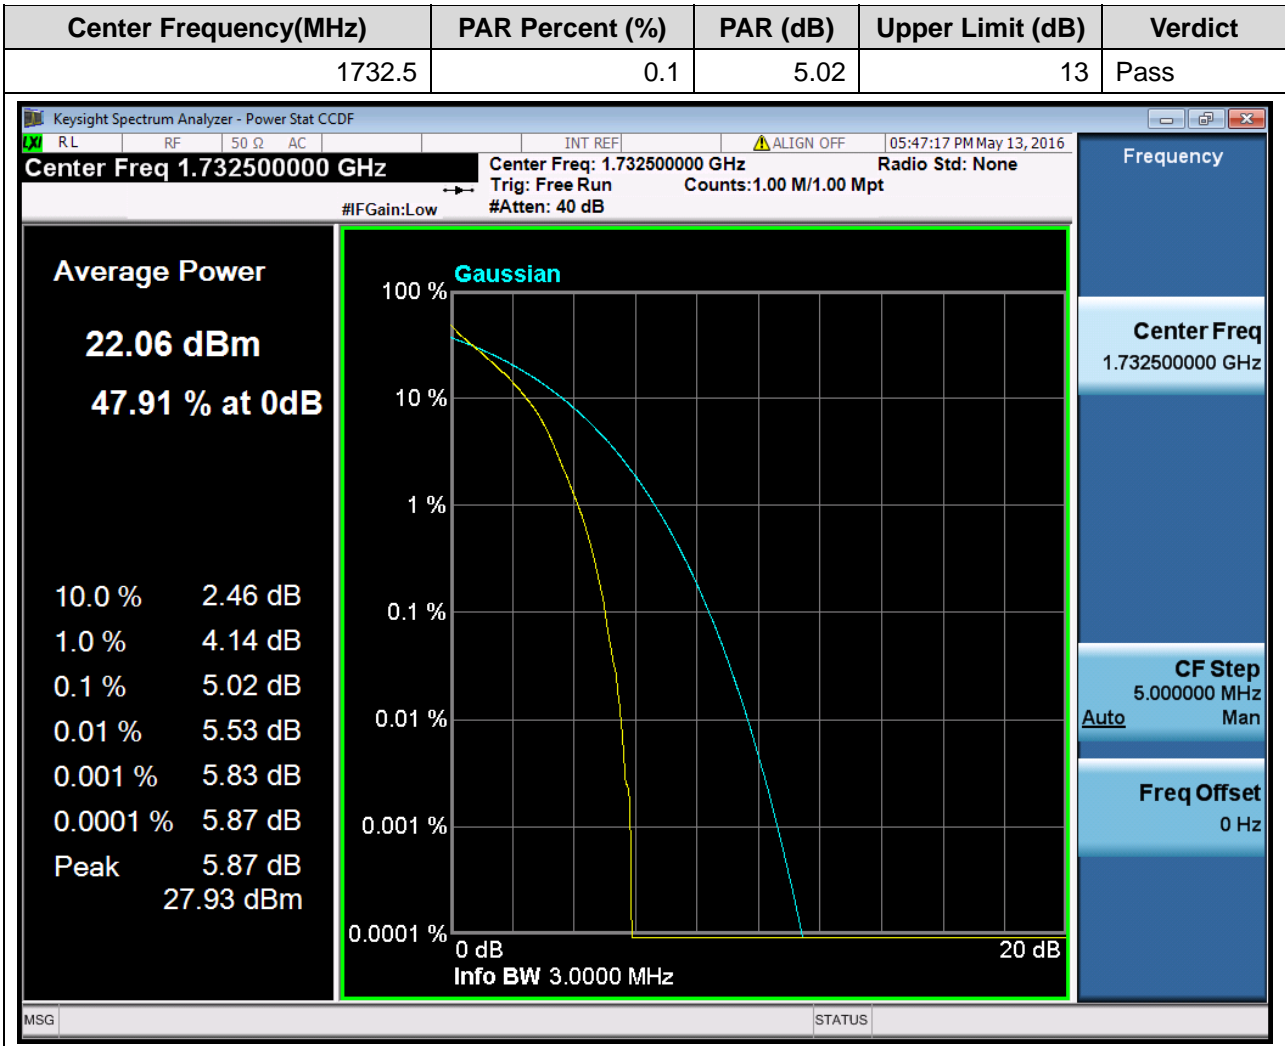 Center Frequency(MHz) PAR Percent (%) PAR (dB) Upper Limit (dB) Verdict
1732.5 0.1 5.02 13 Pass
Keysight Spectrum Analyzer - Power Stat CCDF
LXI RL RF 50 Ω AC INT REF ALIGN OFF 05:47:17 PM May 13, 2016
Center Freq 1.732500000 GHz
Center Freq: 1.732500000 GHz Radio Std: None
Trig: Free Run Counts:1.00 M/1.00 Mpt
#IFGain:Low #Atten: 40 dB
Average Power
22.06 dBm
47.91 % at 0dB
10.0 % 2.46 dB
1.0 % 4.14 dB
0.1 % 5.02 dB
0.01 % 5.53 dB
0.001 % 5.83 dB
0.0001 % 5.87 dB
Peak 5.87 dB
27.93 dBm
Gaussian
100 %
10 %
1 %
0.1 %
0.01 %
0.001 %
0.0001 %
0 dB 20 dB
Info BW 3.0000 MHz
Frequency
Center Freq
1.732500000 GHz
CF Step
5.000000 MHz
Auto Man
Freq Offset
0 Hz
MSG STATUS